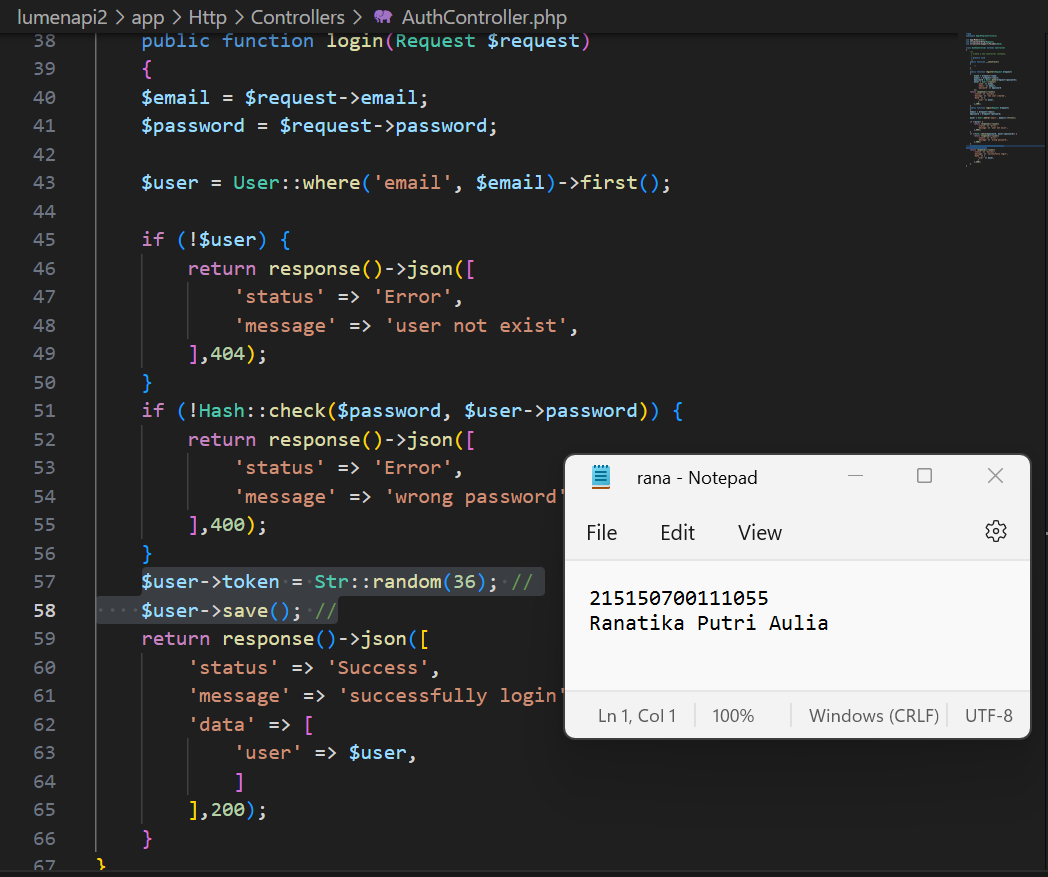 lumenapi2 > app > Http > Controllers > AuthController.php
38 public function login(Request $request)
39 {
40 $email = $request->email;
41 $password = $request->password;
42
43 $user = User::where('email', $email)->first();
44
45 if (!$user) {
46 return response()->json([
47 'status' => 'Error',
48 'message' => 'user not exist',
49 ],404);
50 }
51 if (!Hash::check($password, $user->password)) {
52 return response()->json([
53 'status' => 'Error',
54 'message' => 'wrong password'
55 ],400);
56 }
57 $user->token = Str::random(36); //
58 $user->save(); //
59 return response()->json([
60 'status' => 'Success',
61 'message' => 'successfully login'
62 'data' => [
63 'user' => $user,
64 ]
65 ],200);
66 }
67 }
rana - Notepad
File Edit View
215150700111055
Ranatika Putri Aulia
Ln 1, Col 1 100% Windows (CRLF) UTF-8